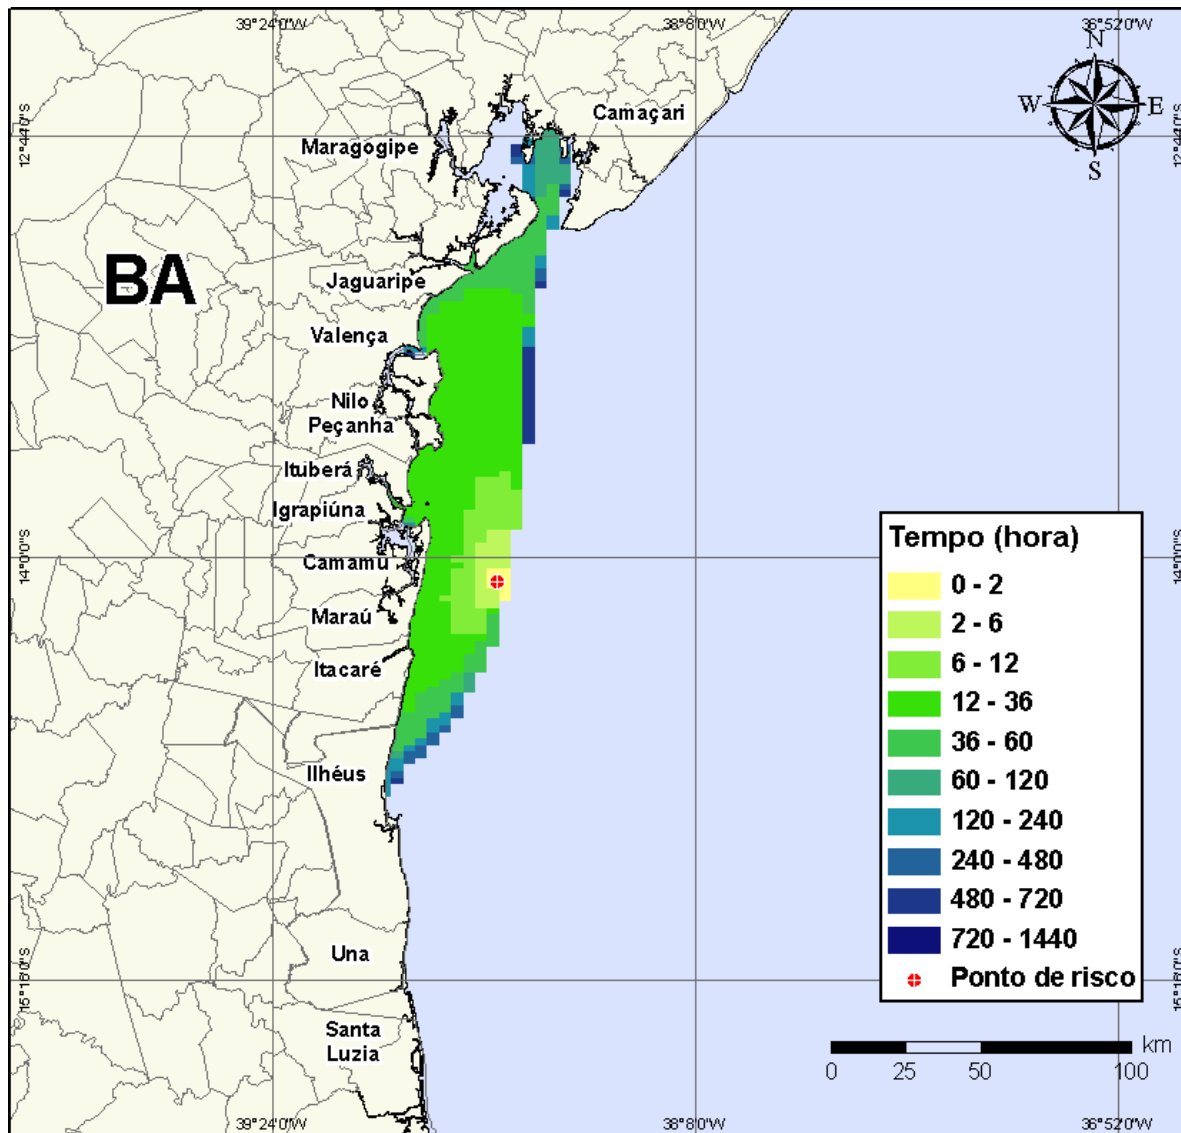 39°24'0"W
38°8'0"W
36°52'0"W
N
W
E
S
12°44'0"S
12°44'0"S
Camaçari
Maragogipe
BA
Jaguaripe
Valença
Nilo
Peçanha
Ituberá
Igrapiúna
14°0'0"S
14°0'0"S
Camamu
Maraú
Itacaré
Ilhéus
Una
15°16'0"S
15°16'0"S
Santa
Luzia
Tempo (hora)
0 - 2
2 - 6
6 - 12
12 - 36
36 - 60
60 - 120
120 - 240
240 - 480
480 - 720
720 - 1440
Ponto de risco
km
0 25 50 100
39°24'0"W
38°8'0"W
36°52'0"W